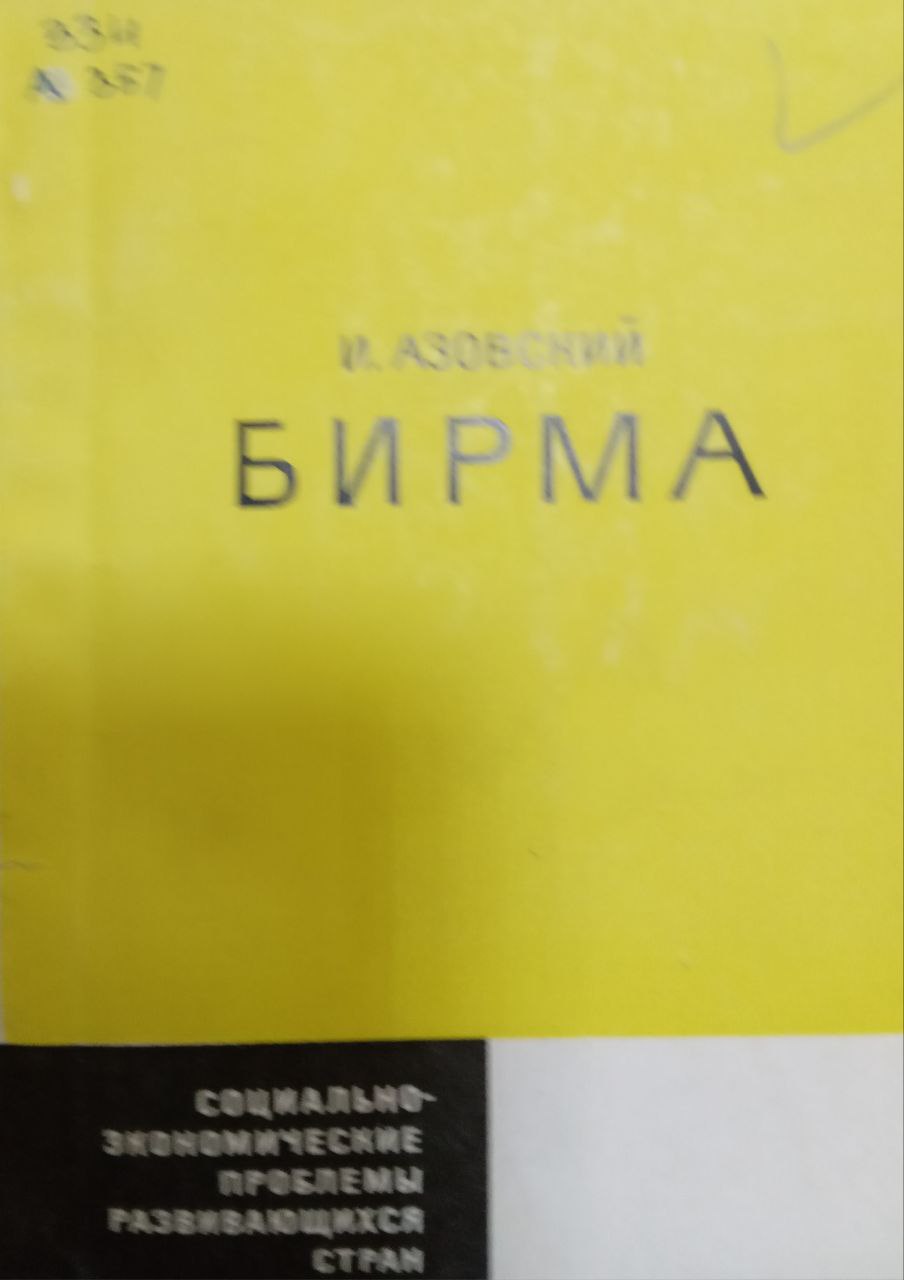 И. АЗОВСКИЙ
БИРМА
СОЦИАЛЬНО-
ЭКОНОМИЧЕСКИЕ
ПРОБЛЕМЫ
РАЗВИВАЮЩИХСЯ
СТРАН